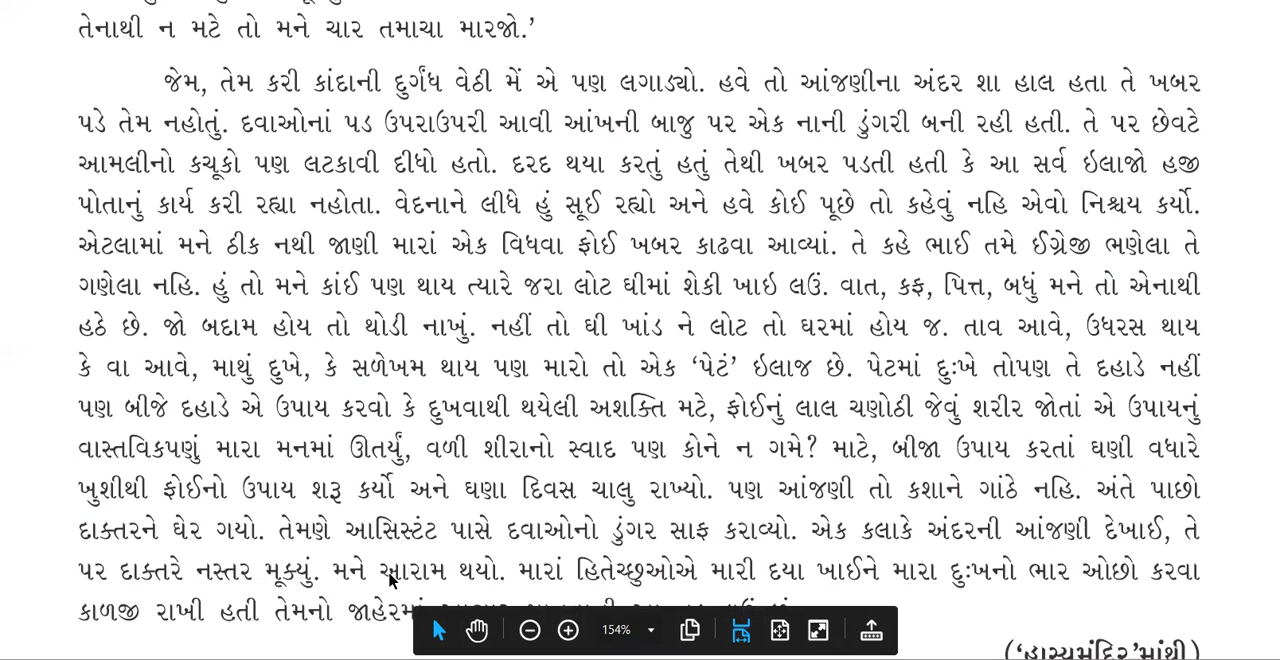 તેનાથી ન મટે તો મને ચાર તમાચા મારજો.’
જેમ, તેમ કરી કાંદાની દુર્ગંધ વેઠી મેં એ પણ લગાડ્યો. હવે તો આંજણીના અંદર શા હાલ હતા તે ખબર
પડે તેમ નહોતું. દવાઓનાં પડ ઉપરાઉપરી આવી આંખની બાજુ પર એક નાની ડુંગરી બની રહી હતી. તે પર છેવટે
આમલીનો કચૂકો પણ લટકાવી દીધો હતો. દરદ થયા કરતું હતું તેથી ખબર પડતી હતી કે આ સર્વ ઇલાજો હજી
પોતાનું કાર્ય કરી રહ્યા નહોતા. વેદનાને લીધે હું સૂઈ રહ્યો અને હવે કોઈ પૂછે તો કહેવું નહિ એવો નિશ્ચય કર્યો.
એટલામાં મને ઠીક નથી જાણી મારાં એક વિધવા ફોઈ ખબર કાઢવા આવ્યાં. તે કહે ભાઈ તમે ઈંગ્રેજી ભણેલા તે
ગણેલા નહિ. હું તો મને કાંઈ પણ થાય ત્યારે જરા લોટ ઘીમાં શેકી ખાઇ લઉં. વાત, કફ, પિત્ત, બધું મને તો એનાથી
હઠે છે. જો બદામ હોય તો થોડી નાખું. નહીં તો ઘી ખાંડ ને લોટ તો ઘરમાં હોય જ. તાવ આવે, ઉધરસ થાય
કે વા આવે, માથું દુખે, કે સળેખમ થાય પણ મારો તો એક ‘પેટં’ ઇલાજ છે. પેટમાં દુઃખે તોપણ તે દહાડે નહીં
પણ બીજે દહાડે એ ઉપાય કરવો કે દુખવાથી થયેલી અશક્તિ મટે, ફોઈનું લાલ ચણોઠી જેવું શરીર જોતાં એ ઉપાયનું
વાસ્તવિકપણું મારા મનમાં ઊતર્યું, વળી શીરાનો સ્વાદ પણ કોને ન ગમે? માટે, બીજા ઉપાય કરતાં ઘણી વધારે
ખુશીથી ફોઈનો ઉપાય શરૂ કર્યો અને ઘણા દિવસ ચાલુ રાખ્યો. પણ આંજણી તો કશાને ગાંઠે નહિ. અંતે પાછો
દાક્તરને ઘેર ગયો. તેમણે આસિસ્ટંટ પાસે દવાઓનો ડુંગર સાફ કરાવ્યો. એક કલાકે અંદરની આંજણી દેખાઈ, તે
પર દાક્તરે નસ્તર મૂક્યું. મને આરામ થયો. મારાં હિતેચ્છુઓએ મારી દયા ખાઈને મારા દુઃખનો ભાર ઓછો કરવા
કાળજી રાખી હતી તેમનો જાહેરમાં
154%
(‘હાસ્યમંદિર’માંથી)